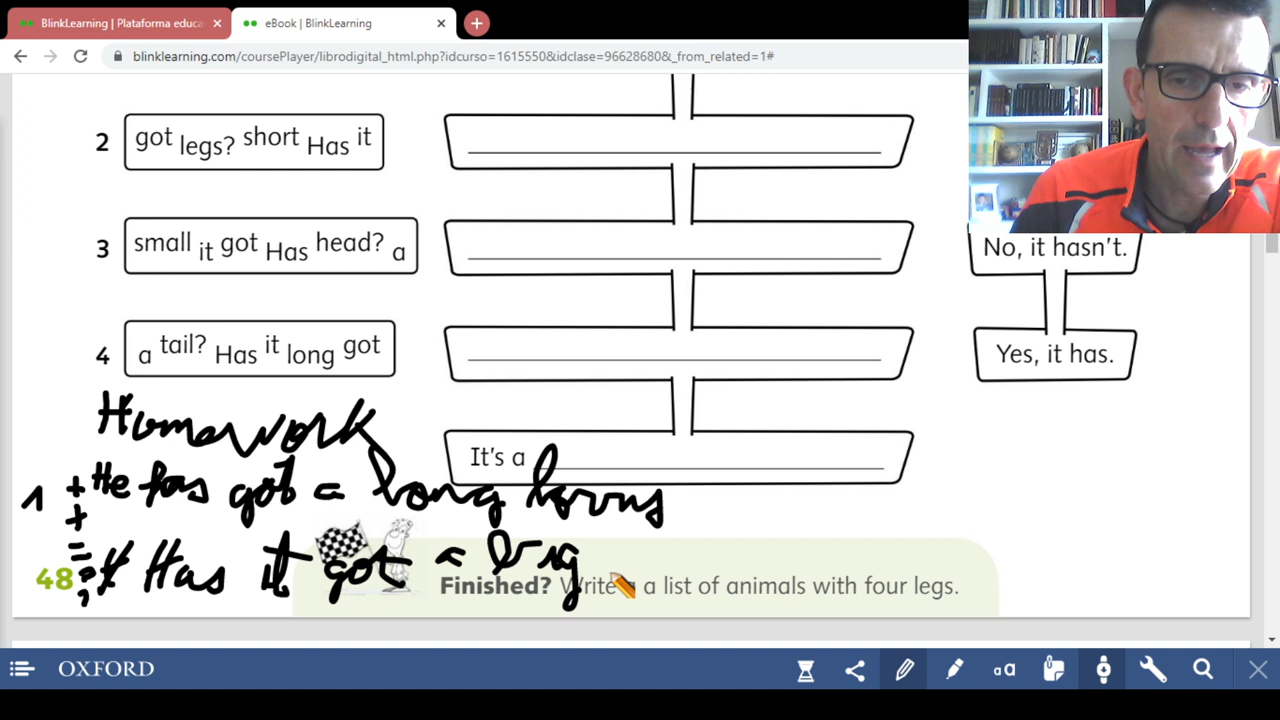 BlinkLearning | Plataforma educa
eBook | BlinkLearning
blinklearning.com/coursePlayer/librodigital_html.php?idcurso=1615550&idclase=96628680&_from_related=1#
2 got legs? short Has it
3 small it got Has head? a
No, it hasn't.
4 a tail? Has it long got
Yes, it has.
Homework
It's a
1 + He has got a long
+
=
? Has it got a big
48
Finished? Write a list of animals with four legs.
OXFORD
aa